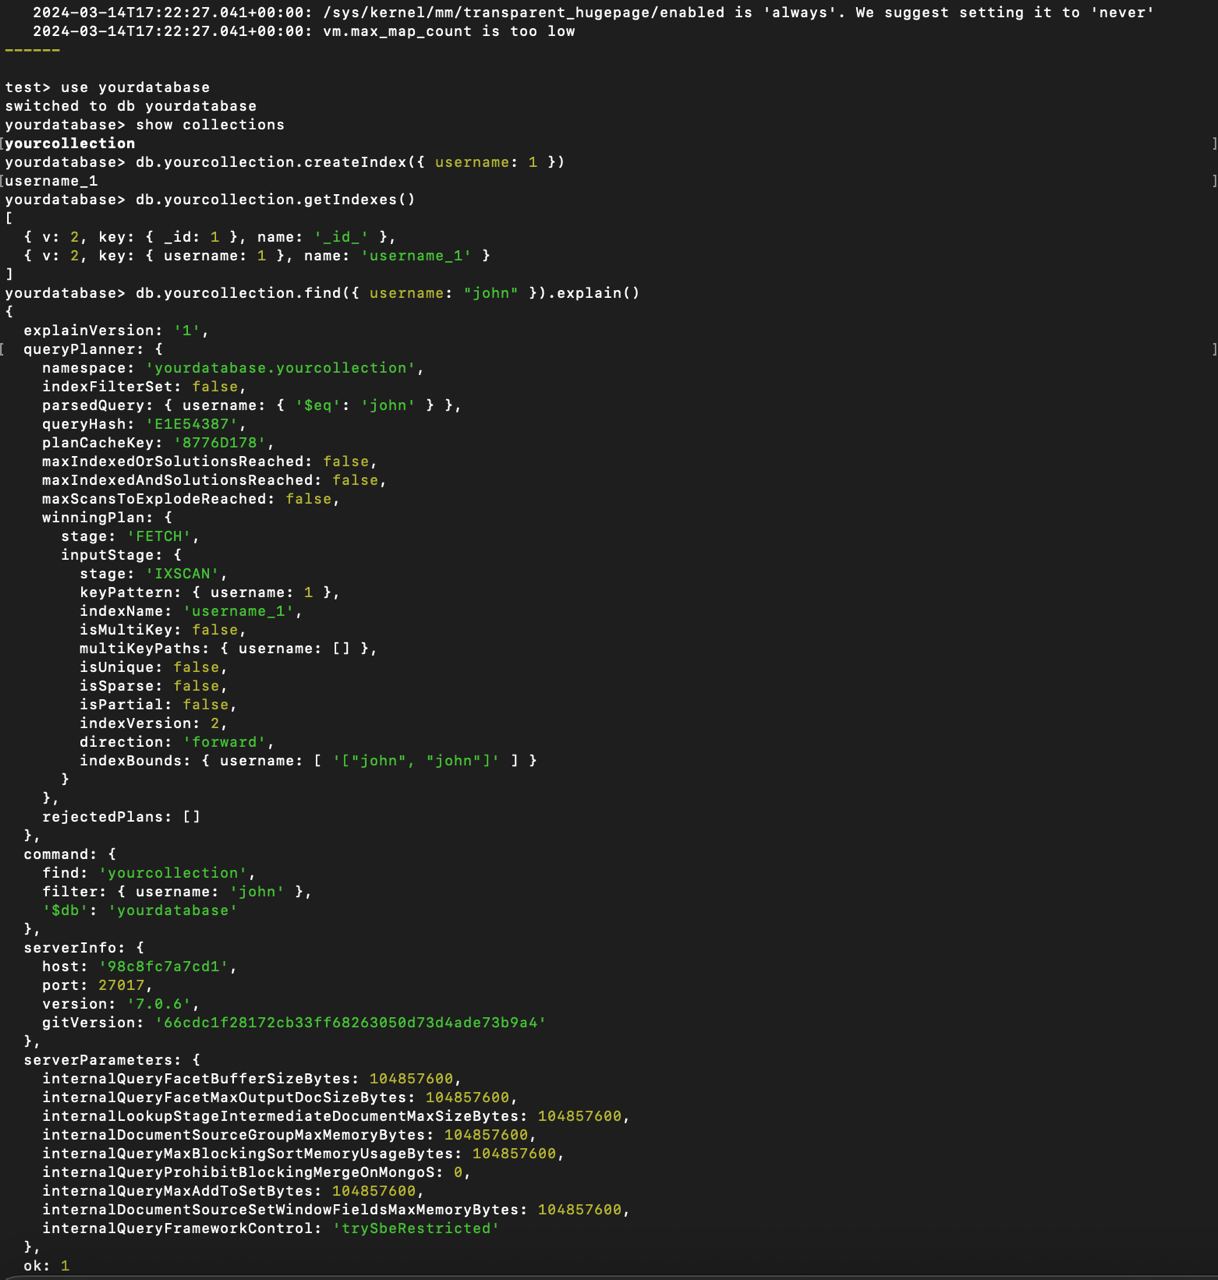 2024-03-14T17:22:27.041+00:00: /sys/kernel/mm/transparent_hugepage/enabled is 'always'. We suggest setting it to 'never'
2024-03-14T17:22:27.041+00:00: vm.max_map_count is too low
------
test> use yourdatabase
switched to db yourdatabase
yourdatabase> show collections
[yourcollection ]
yourdatabase> db.yourcollection.createIndex({ username: 1 })
[username_1 ]
yourdatabase> db.yourcollection.getIndexes()
[
  { v: 2, key: { _id: 1 }, name: '_id_' },
  { v: 2, key: { username: 1 }, name: 'username_1' }
]
yourdatabase> db.yourcollection.find({ username: "john" }).explain()
{
  explainVersion: '1',
[ queryPlanner: { ]
    namespace: 'yourdatabase.yourcollection',
    indexFilterSet: false,
    parsedQuery: { username: { '$eq': 'john' } },
    queryHash: 'E1E54387',
    planCacheKey: '8776D178',
    maxIndexedOrSolutionsReached: false,
    maxIndexedAndSolutionsReached: false,
    maxScansToExplodeReached: false,
    winningPlan: {
      stage: 'FETCH',
      inputStage: {
        stage: 'IXSCAN',
        keyPattern: { username: 1 },
        indexName: 'username_1',
        isMultiKey: false,
        multiKeyPaths: { username: [] },
        isUnique: false,
        isSparse: false,
        isPartial: false,
        indexVersion: 2,
        direction: 'forward',
        indexBounds: { username: [ '["john", "john"]' ] }
      }
    },
    rejectedPlans: []
  },
  command: {
    find: 'yourcollection',
    filter: { username: 'john' },
    '$db': 'yourdatabase'
  },
  serverInfo: {
    host: '98c8fc7a7cd1',
    port: 27017,
    version: '7.0.6',
    gitVersion: '66cdc1f28172cb33ff68263050d73d4ade73b9a4'
  },
  serverParameters: {
    internalQueryFacetBufferSizeBytes: 104857600,
    internalQueryFacetMaxOutputDocSizeBytes: 104857600,
    internalLookupStageIntermediateDocumentMaxSizeBytes: 104857600,
    internalDocumentSourceGroupMaxMemoryBytes: 104857600,
    internalQueryMaxBlockingSortMemoryUsageBytes: 104857600,
    internalQueryProhibitBlockingMergeOnMongoS: 0,
    internalQueryMaxAddToSetBytes: 104857600,
    internalDocumentSourceSetWindowFieldsMaxMemoryBytes: 104857600,
    internalQueryFrameworkControl: 'trySbeRestricted'
  },
  ok: 1